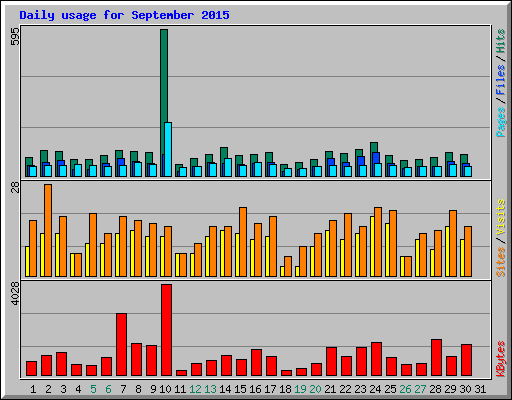 Daily usage for September 2015
595
Pages / Files / Hits
28
Sites / Visits
4028
KBytes
1 2 3 4 5 6 7 8 9 10 11 12 13 14 15 16 17 18 19 20 21 22 23 24 25 26 27 28 29 30 31